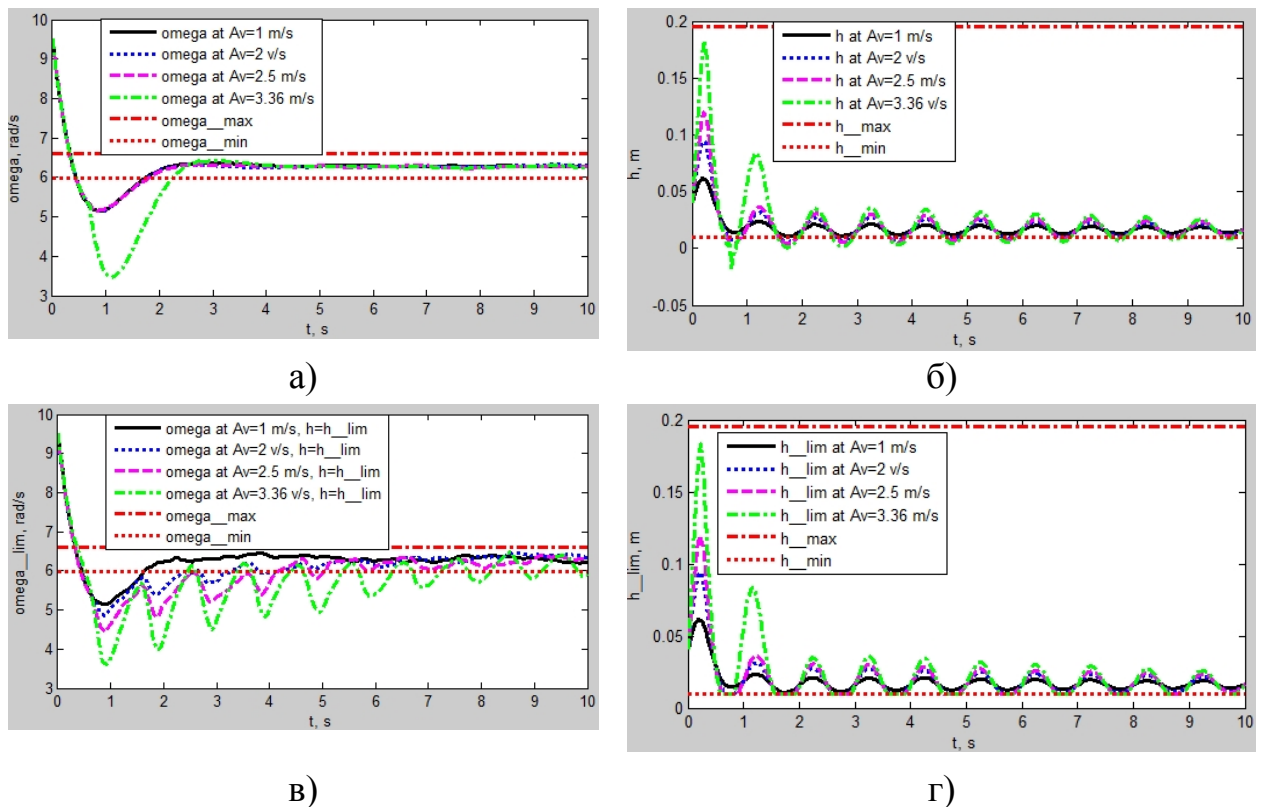 10
9
8
7
6
5
4
3
omega, rad/s
omega at Av=1 m/s
omega at Av=2 v/s
omega at Av=2.5 m/s
omega at Av=3.36 m/s
omega__max
omega__min
0 1 2 3 4 5 6 7 8 9 10
t, s
а)
0.2
0.15
0.1
0.05
0
-0.05
h, m
h at Av=1 m/s
h at Av=2 v/s
h at Av=2.5 m/s
h at Av=3.36 v/s
h__max
h__min
0 1 2 3 4 5 6 7 8 9 10
t, s
б)
10
9
8
7
6
5
4
3
omega__lim, rad/s
omega at Av=1 m/s, h=h__lim
omega at Av=2 v/s, h=h__lim
omega at Av=2.5 m/s, h=h__lim
omega at Av=3.36 v/s, h=h__lim
omega__max
omega__min
0 1 2 3 4 5 6 7 8 9 10
t, s
в)
0.2
0.15
0.1
0.05
0
h__lim, m
h__lim at Av=1 m/s
h__lim at Av=2 v/s
h__lim at Av=2.5 m/s
h__lim at Av=3.36 m/s
h__max
h__min
0 1 2 3 4 5 6 7 8 9 10
t, s
г)